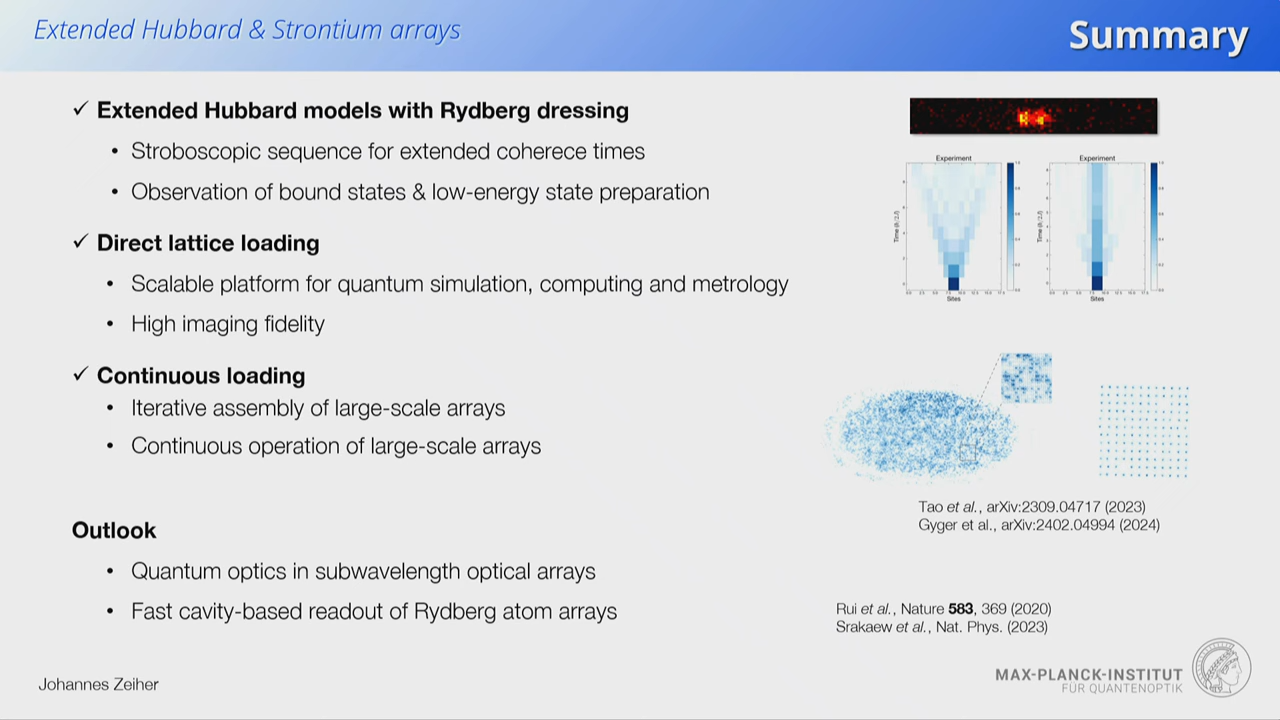 Extended Hubbard & Strontium arrays
Summary
✓ Extended Hubbard models with Rydberg dressing
• Stroboscopic sequence for extended coherece times
• Observation of bound states & low-energy state preparation
✓ Direct lattice loading
• Scalable platform for quantum simulation, computing and metrology
• High imaging fidelity
✓ Continuous loading
• Iterative assembly of large-scale arrays
• Continuous operation of large-scale arrays
Outlook
• Quantum optics in subwavelength optical arrays
• Fast cavity-based readout of Rydberg atom arrays
Experiment
Sites
Experiment
Sites
Tao et al., arXiv:2309.04717 (2023)
Gyger et al., arXiv:2402.04994 (2024)
Rui et al., Nature 583, 369 (2020)
Srakaew et al., Nat. Phys. (2023)
Johannes Zeiher
MAX-PLANCK-INSTITUT
FÜR QUANTENOPTIK